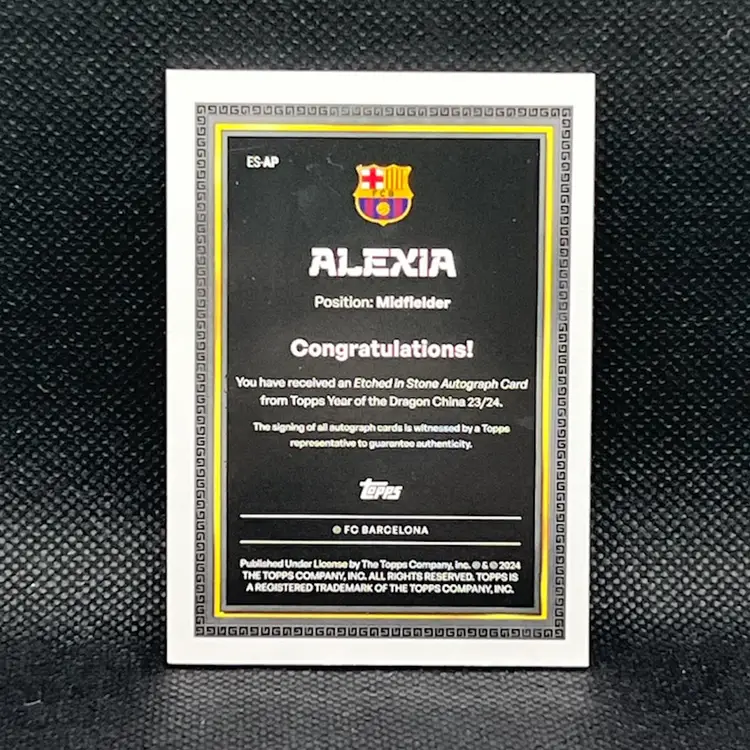 ES-AP
FCB
ALEXIA
Position: Midfielder
Congratulations!
You have received an Etched in Stone Autograph Card
from Topps Year of the Dragon China 23/24.
The signing of all autograph cards is witnessed by a Topps
representative to guarantee authenticity.
Topps
© FC BARCELONA
Published Under License by The Topps Company, Inc. ® & © 2024
THE TOPPS COMPANY, INC. ALL RIGHTS RESERVED. TOPPS IS
A REGISTERED TRADEMARK OF THE TOPPS COMPANY, INC.